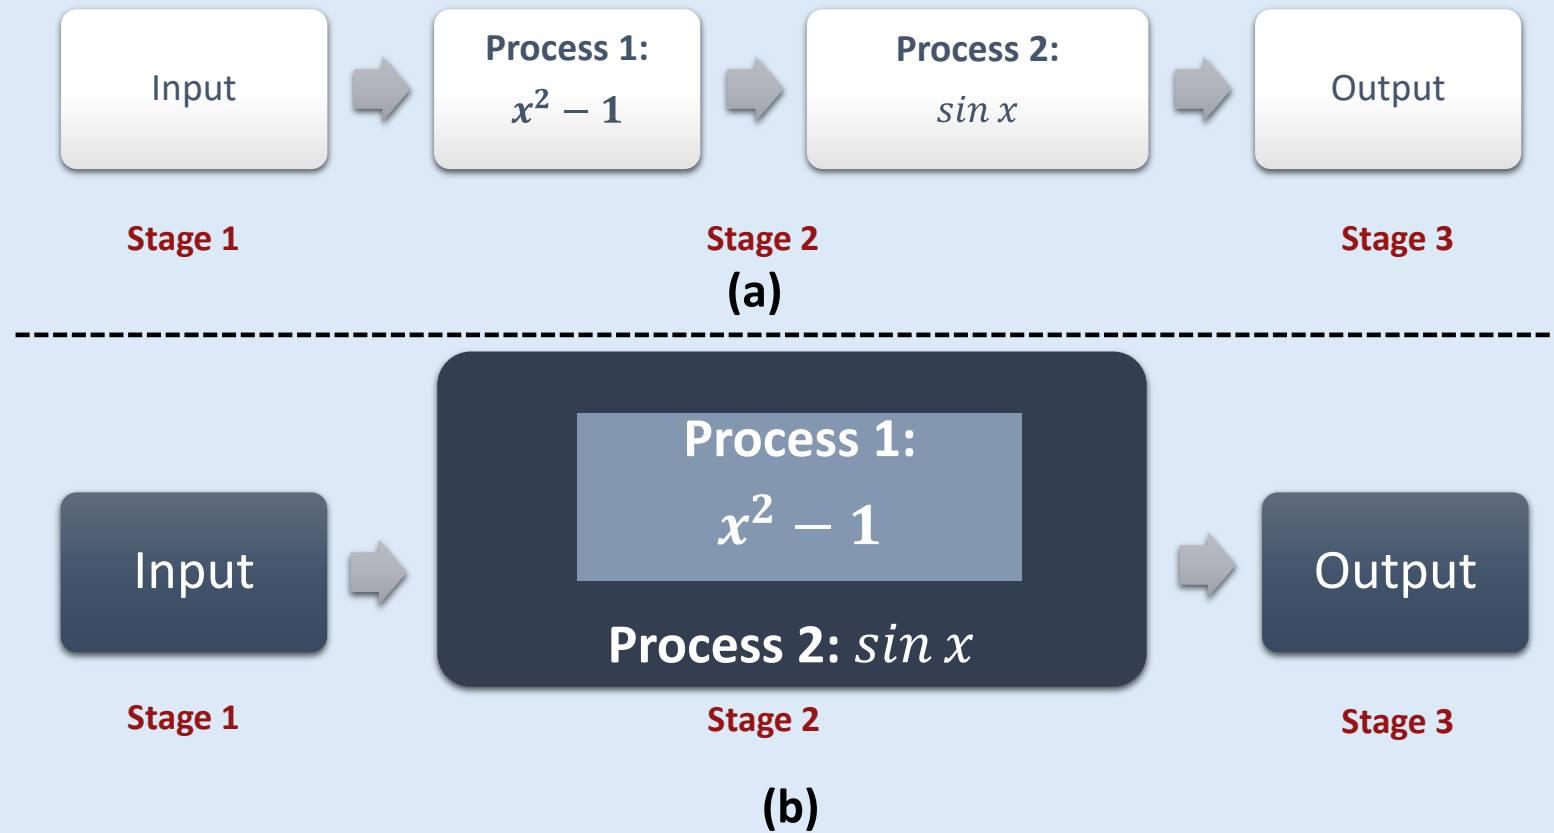 Input
Process 1:
x² − 1
Process 2:
sin x
Output
Stage 1
Stage 2
Stage 3
(a)
Process 1:
x² − 1
Input
Output
Process 2: sin x
Stage 1
Stage 2
Stage 3
(b)